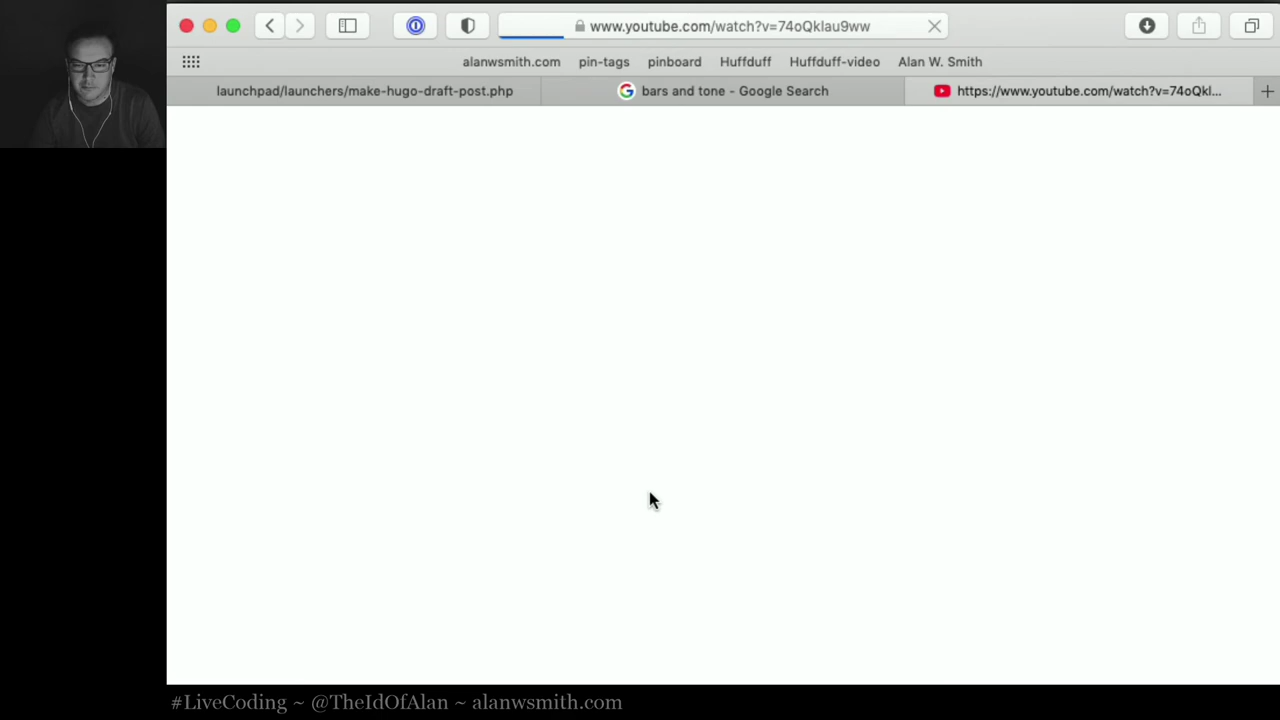 www.youtube.com/watch?v=74oQklau9ww
alanwsmith.com pin-tags pinboard Huffduff Huffduff-video Alan W. Smith
launchpad/launchers/make-hugo-draft-post.php bars and tone - Google Search https://www.youtube.com/watch?v=74oQkl...
#LiveCoding ~ @TheIdOfAlan ~ alanwsmith.com